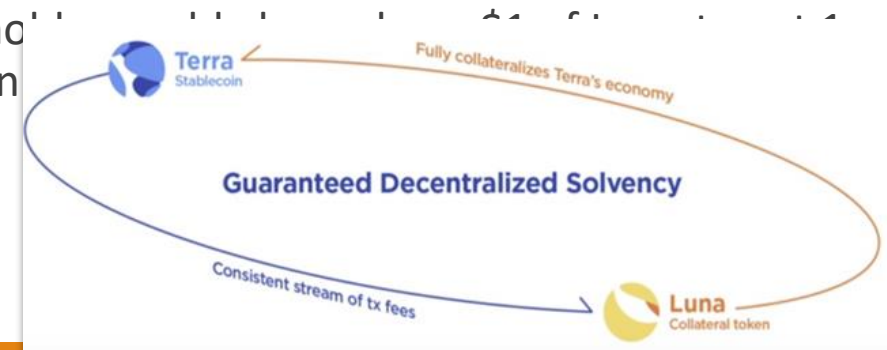 Terra
Stablecoin
Fully collateralizes Terra's economy
Guaranteed Decentralized Solvency
Consistent stream of tx fees
Luna
Collateral token